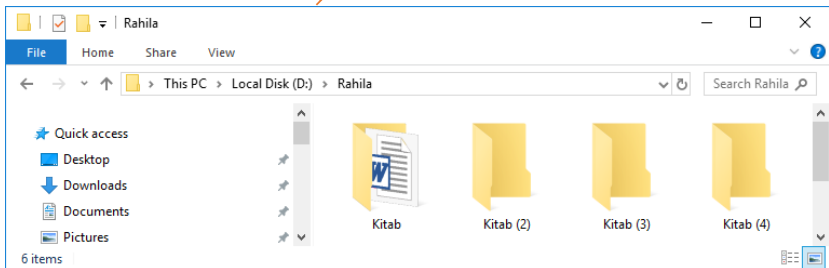 Rahila
File Home Share View
This PC > Local Disk (D:) > Rahila Search Rahila
Quick access
Desktop
Downloads
Documents
Pictures
W
Kitab Kitab (2) Kitab (3) Kitab (4)
6 items